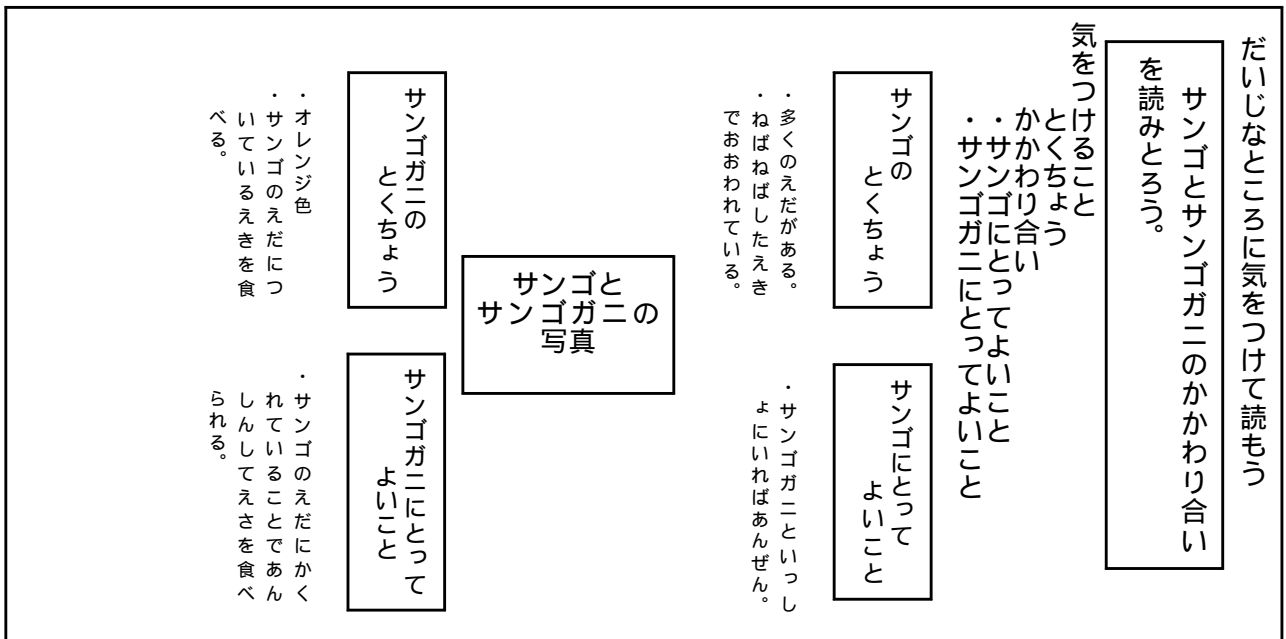 だいじなところに気をつけて読もう
サンゴとサンゴガニのかかわり合い
を読みとろう。
気をつけること
とくちょう
かかわり合い
・サンゴにとってよいこと
・サンゴガニにとってよいこと
サンゴの
とくちょう
・多くのえだがある。
・ねばねばしたえき
でおおわれている。
サンゴにとって
よいこと
・サンゴガニといっし
ょにいればあんぜん。
サンゴと
サンゴガニの
写真
サンゴガニの
とくちょう
・オレンジ色
・サンゴのえだにつ
いているえきを食
べる。
サンゴガニにとって
よいこと
・サンゴのえだにかく
れていることであん
しんしてえさを食べ
られる。